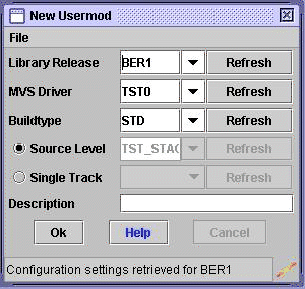 New Usermod
File
Library Release BER1 Refresh
MVS Driver TST0 Refresh
Buildtype STD Refresh
Source Level TST_STAG Refresh
Single Track Refresh
Description
Ok Help Cancel
Configuration settings retrieved for BER1